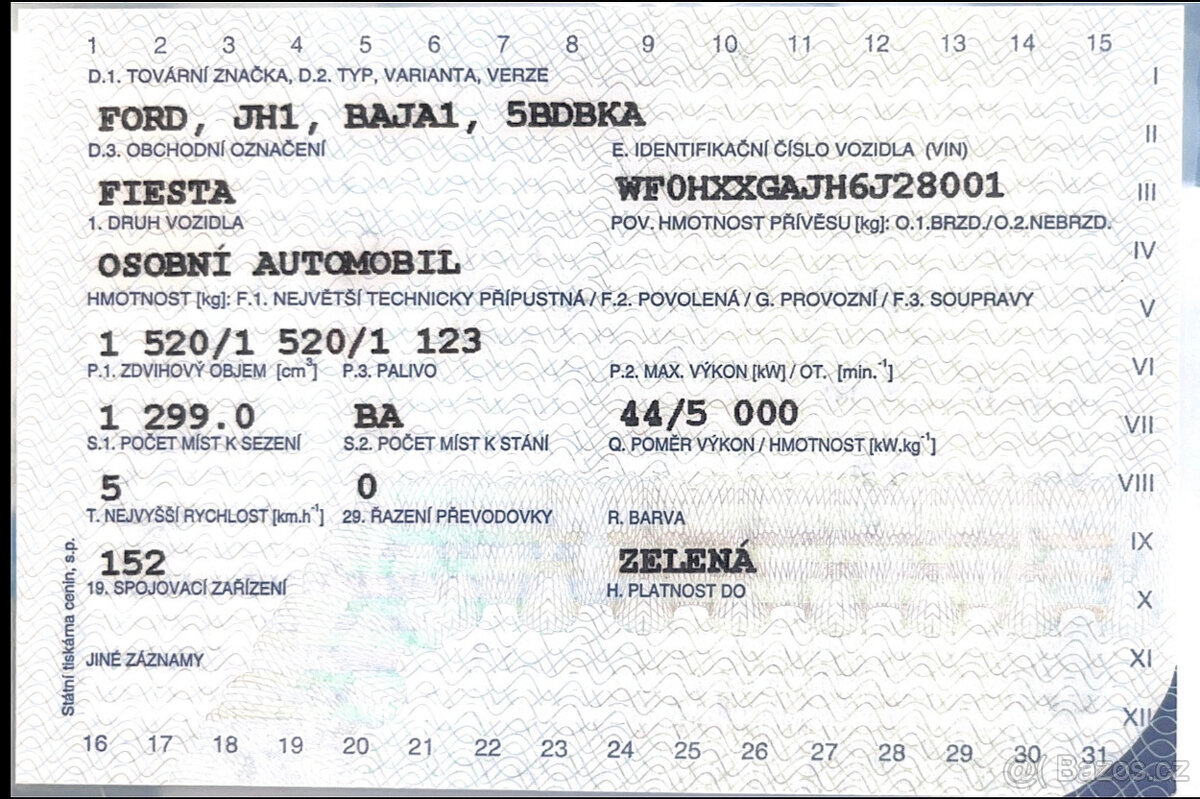 1 2 3 4 5 6 7 8 9 10 11 12 13 14 15
D.1. TOVÁRNÍ ZNAČKA, D.2. TYP, VARIANTA, VERZE I
FORD, JH1, BAJA1, 5BDBKA
II
D.3. OBCHODNÍ OZNAČENÍ E. IDENTIFIKAČNÍ ČÍSLO VOZIDLA (VIN)
FIESTA WF0HXXGAJH6J28001 III
1. DRUH VOZIDLA POV. HMOTNOST PŘÍVĚSU [kg]: O.1.BRZD./O.2.NEBRZD.
OSOBNÍ AUTOMOBIL IV
HMOTNOST [kg]: F.1. NEJVĚTŠÍ TECHNICKY PŘÍPUSTNÁ / F.2. POVOLENÁ / G. PROVOZNÍ / F.3. SOUPRAVY V
1 520/1 520/1 123
P.1. ZDVIHOVÝ OBJEM [cm³] P.3. PALIVO P.2. MAX. VÝKON [kW] / OT. [min.⁻¹] VI
1 299.0 BA 44/5 000 VII
S.1. POČET MÍST K SEZENÍ S.2. POČET MÍST K STÁNÍ Q. POMĚR VÝKON / HMOTNOST [kW.kg⁻¹]
5 0 VIII
T. NEJVYŠŠÍ RYCHLOST [km.h⁻¹] 29. ŘAZENÍ PŘEVODOVKY R. BARVA
IX
152 ZELENÁ
19. SPOJOVACÍ ZAŘÍZENÍ H. PLATNOST DO X
JINÉ ZÁZNAMY XI
XII
16 17 18 19 20 21 22 23 24 25 26 27 28 29 30 31
Státní tiskárna cenin, s.p.
@( Bazos.cz